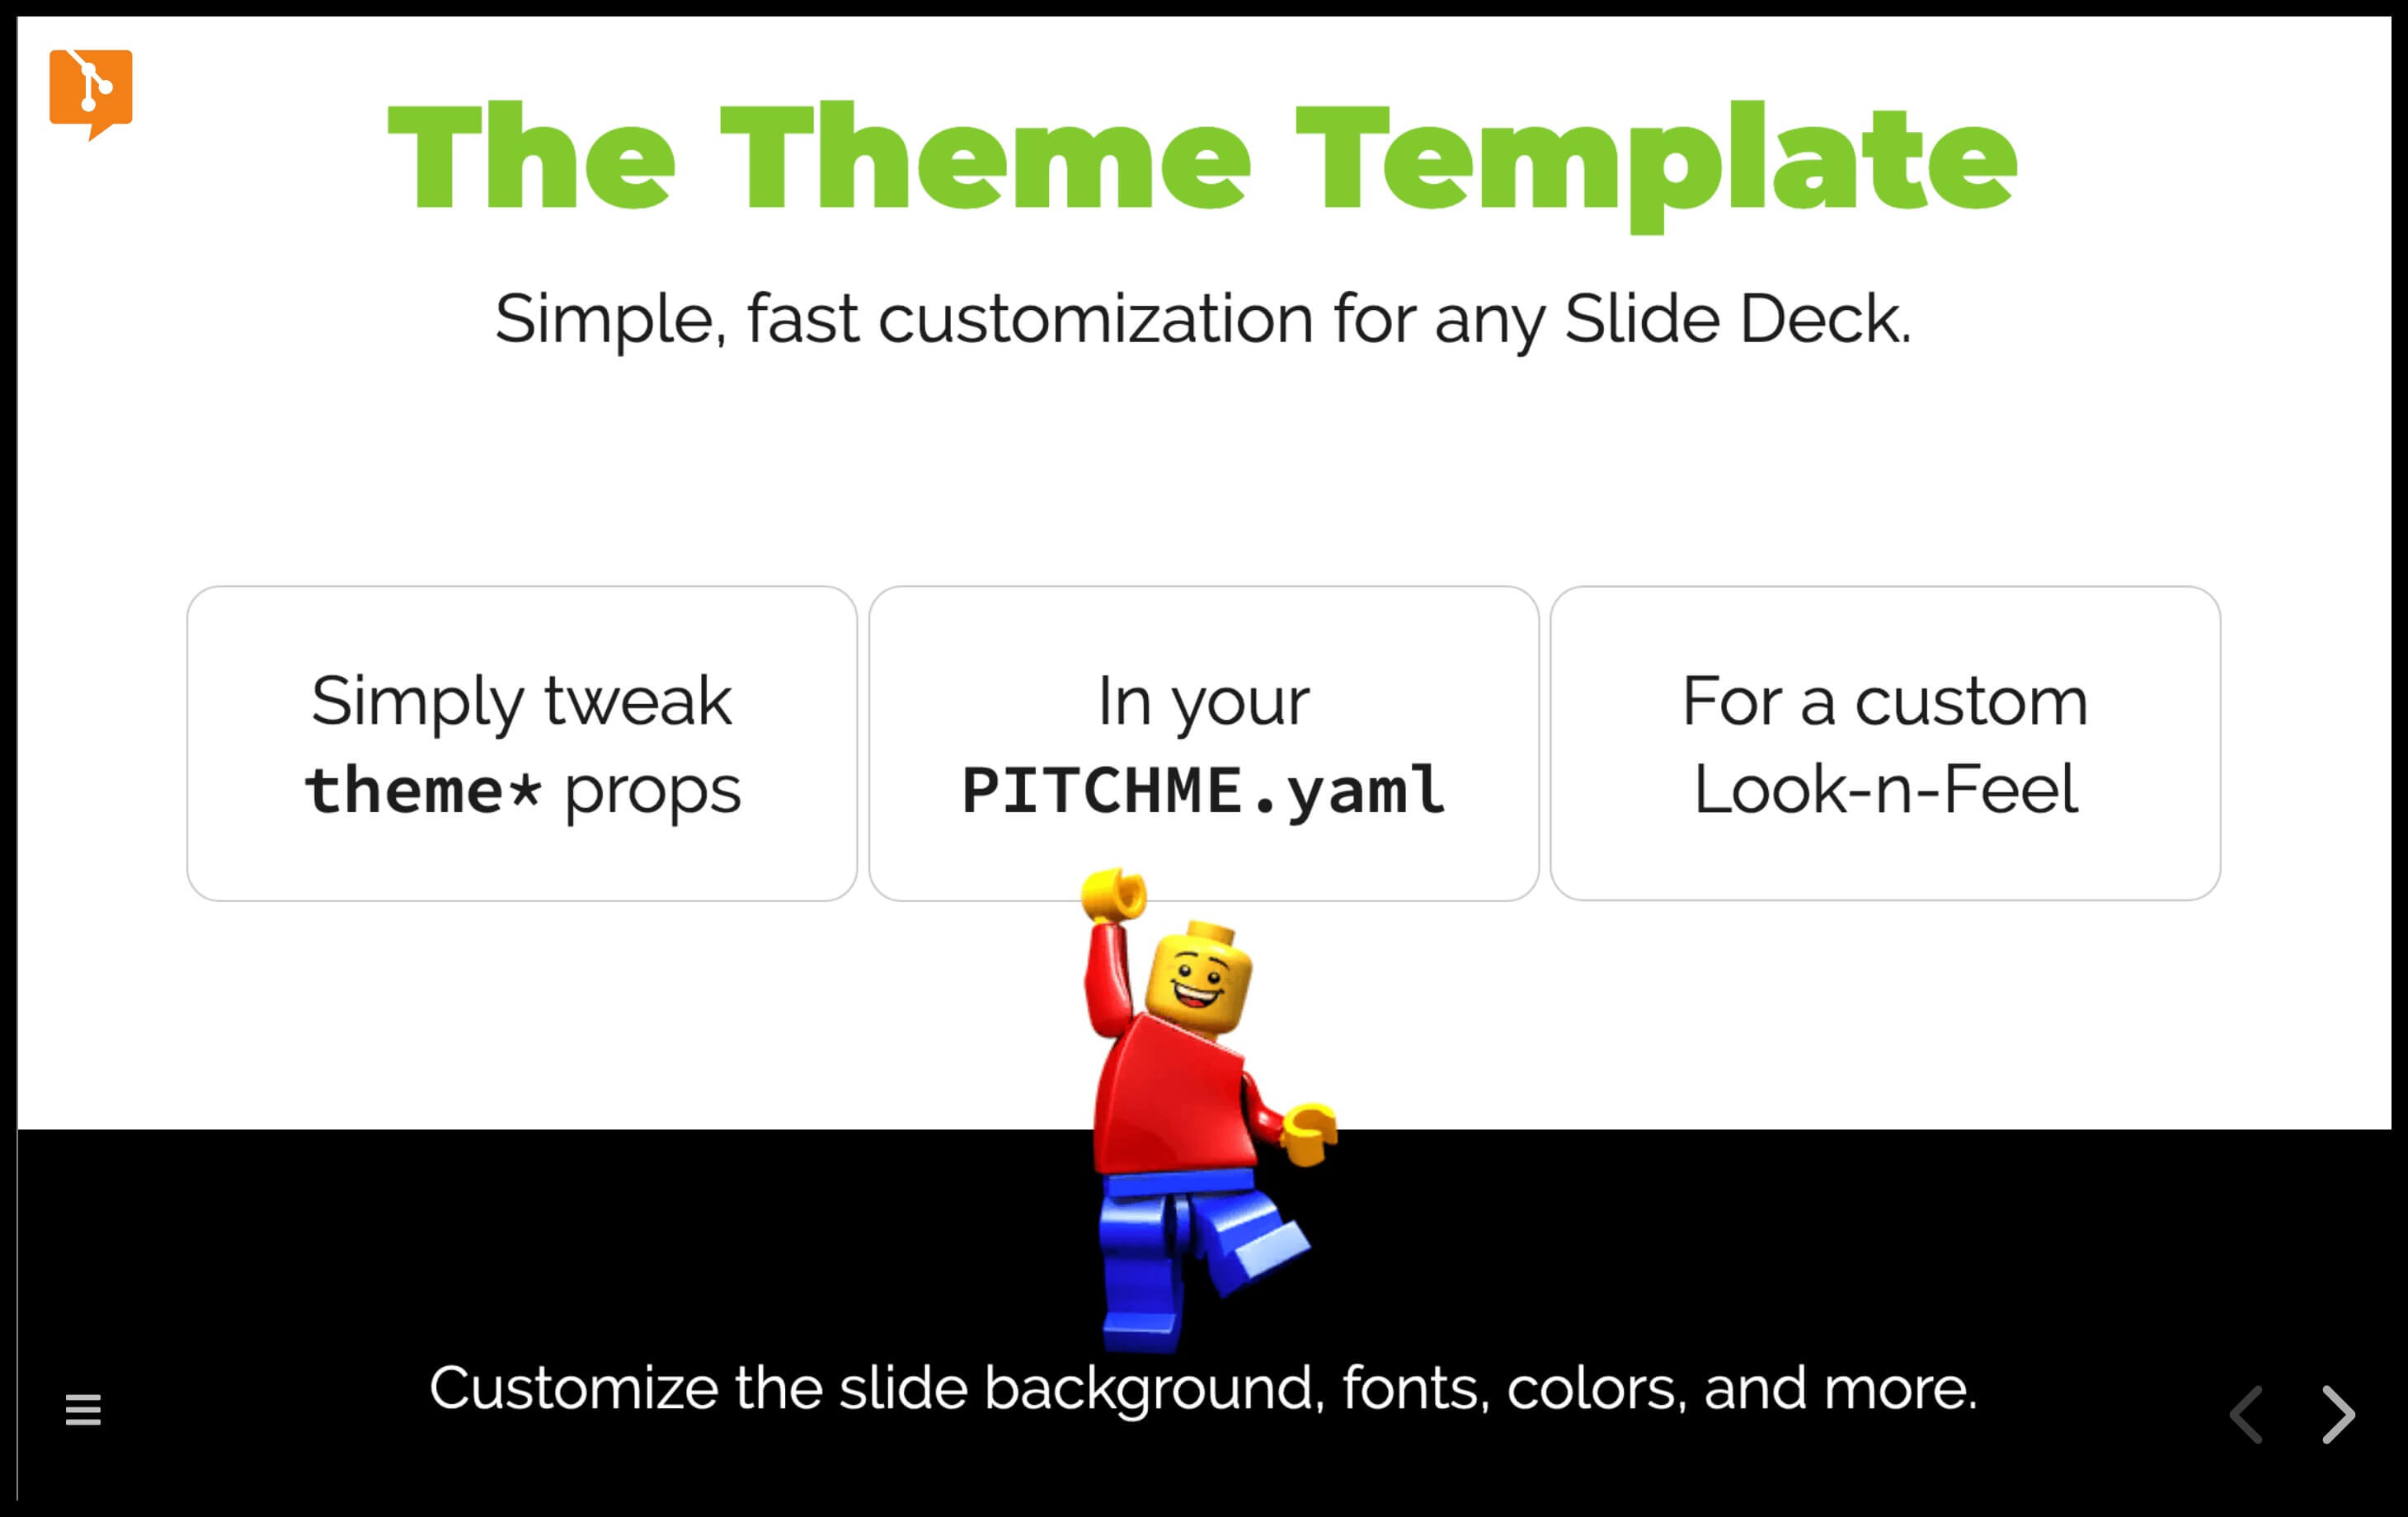 The Theme Template
Simple, fast customization for any Slide Deck.
Simply tweak
theme* props
In your
PITCHME.yaml
For a custom
Look-n-Feel
Customize the slide background, fonts, colors, and more.